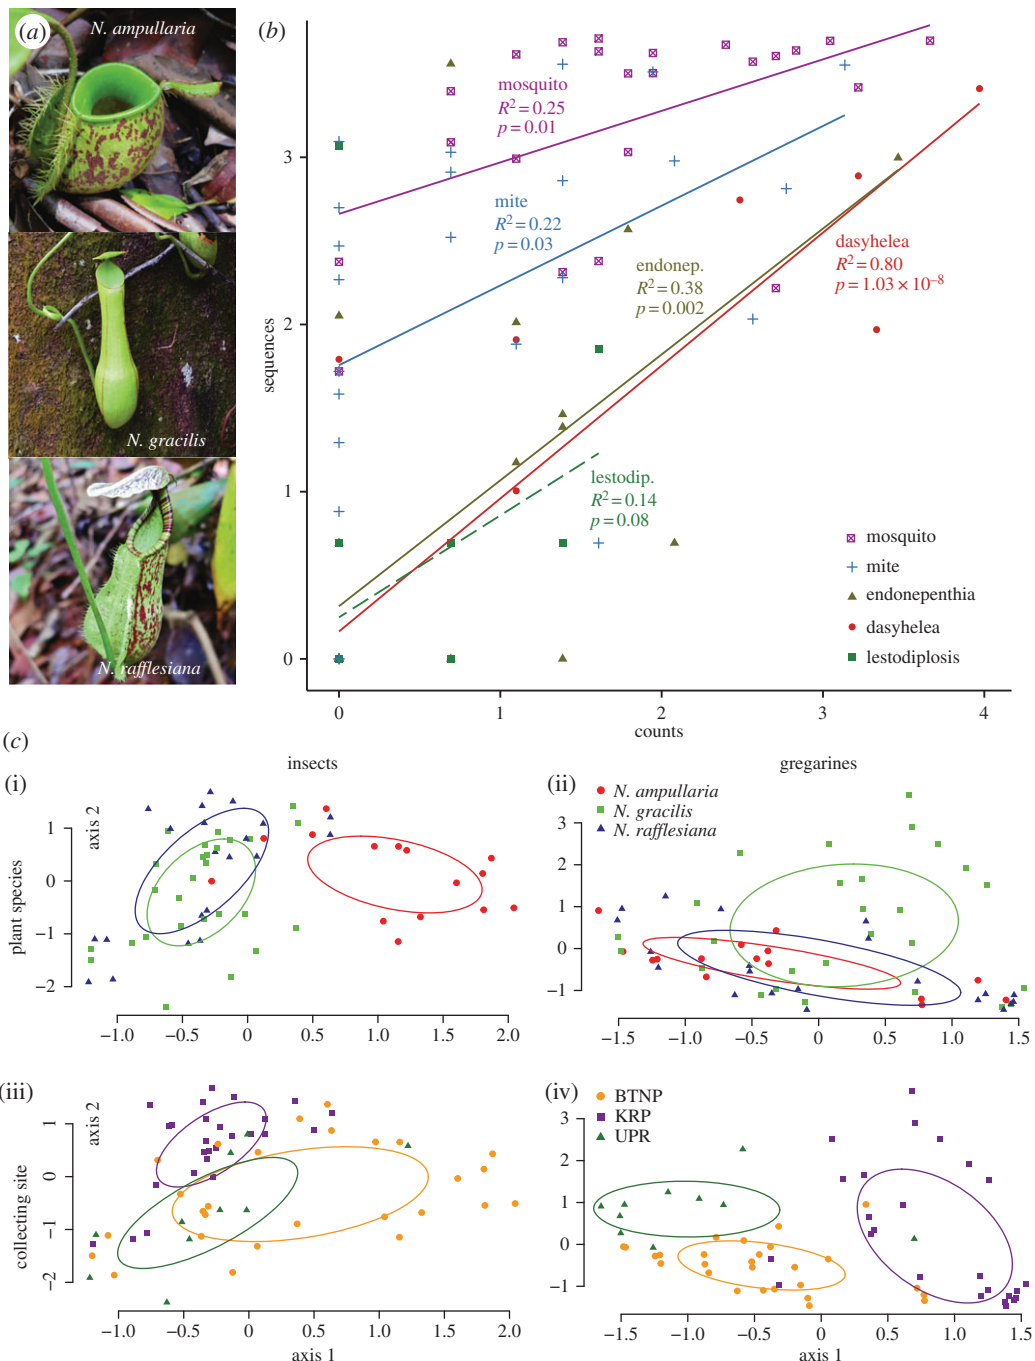 (a)
N. ampullaria
N. gracilis
N. rafflesiana
(b)
sequences
3
2
1
0
mosquito
R² = 0.25
p = 0.01
mite
R² = 0.22
p = 0.03
endonep.
R² = 0.38
p = 0.002
dasyhelea
R² = 0.80
p = 1.03 × 10⁻⁸
lestodip.
R² = 0.14
p = 0.08
mosquito
mite
endonepenthia
dasyhelea
lestodiplosis
0 1 2 3 4
counts
(c)
insects
gregarines
(i)
axis 2
plant species
1
0
−1
−2
−1.0 −0.5 0 0.5 1.0 1.5 2.0
(ii)
N. ampullaria
N. gracilis
N. rafflesiana
3
2
1
0
−1
−1.5 −1.0 −0.5 0 0.5 1.0 1.5
(iii)
axis 2
collecting site
1
0
−1
−2
−1.0 −0.5 0 0.5 1.0 1.5 2.0
axis 1
(iv)
BTNP
KRP
UPR
3
2
1
0
−1
−1.5 −1.0 −0.5 0 0.5 1.0 1.5
axis 1